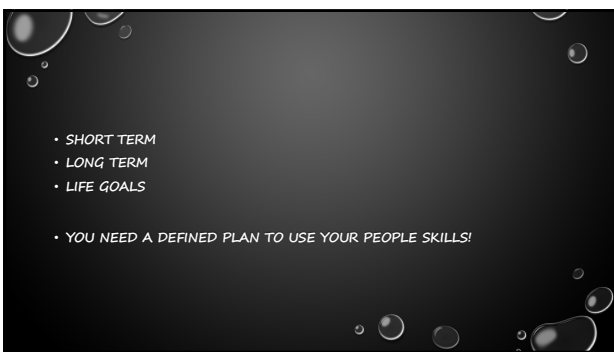 • SHORT TERM
• LONG TERM
• LIFE GOALS
• YOU NEED A DEFINED PLAN TO USE YOUR PEOPLE SKILLS!